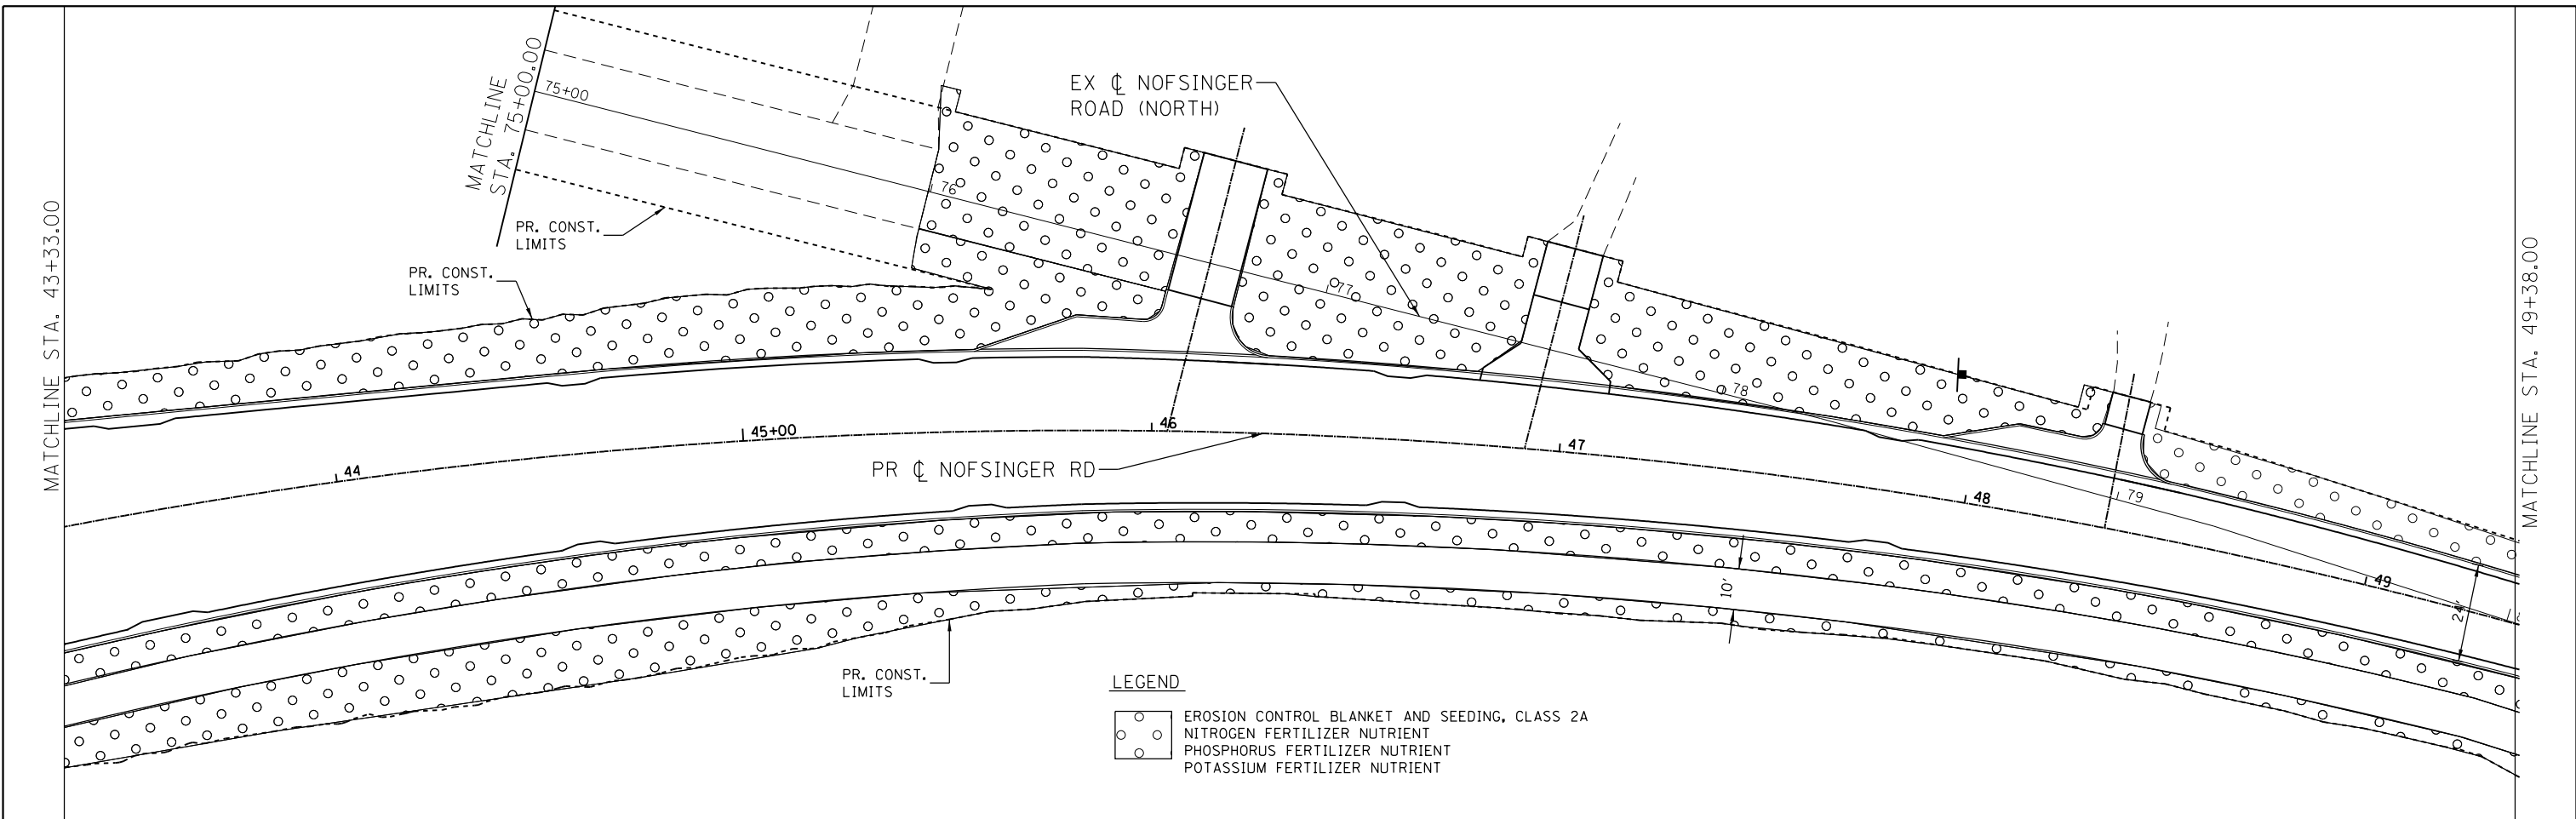 MATCHLINE STA. 43+33.00
MATCHLINE
STA. 75+00.00
75+00
EX ℄ NOFSINGER
ROAD (NORTH)
76
PR. CONST.
LIMITS
PR. CONST.
LIMITS
77
78
79
44
45+00
46
47
48
49
PR ℄ NOFSINGER RD
10'
24'
PR. CONST.
LIMITS
MATCHLINE STA. 49+38.00
LEGEND
EROSION CONTROL BLANKET AND SEEDING, CLASS 2A
NITROGEN FERTILIZER NUTRIENT
PHOSPHORUS FERTILIZER NUTRIENT
POTASSIUM FERTILIZER NUTRIENT